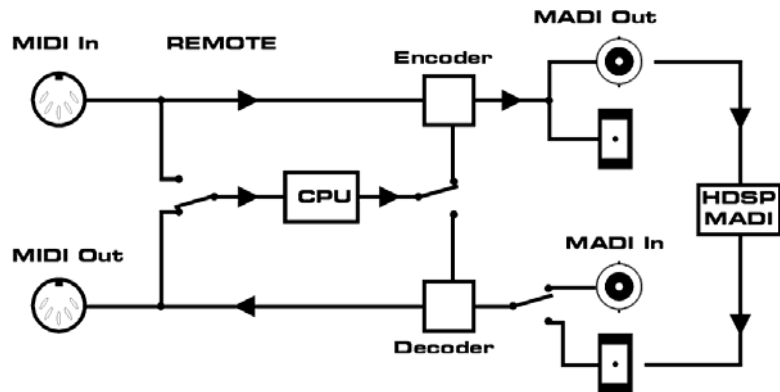 MIDI In
REMOTE
MADI Out
Encoder
CPU
HDSP
MADI
MIDI Out
MADI In
Decoder